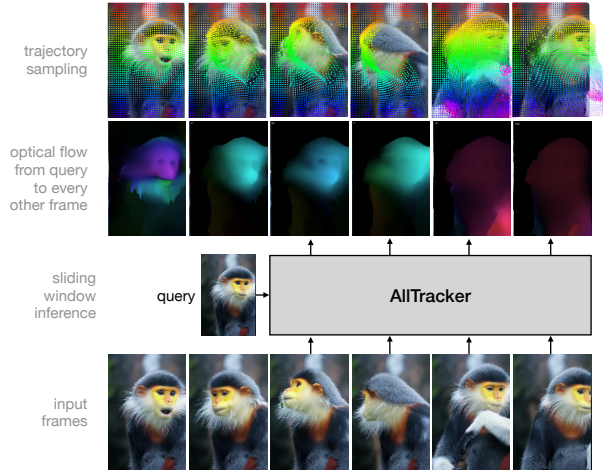 trajectory
sampling
optical flow
from query
to every
other frame
sliding
window
inference
query
AllTracker
input
frames